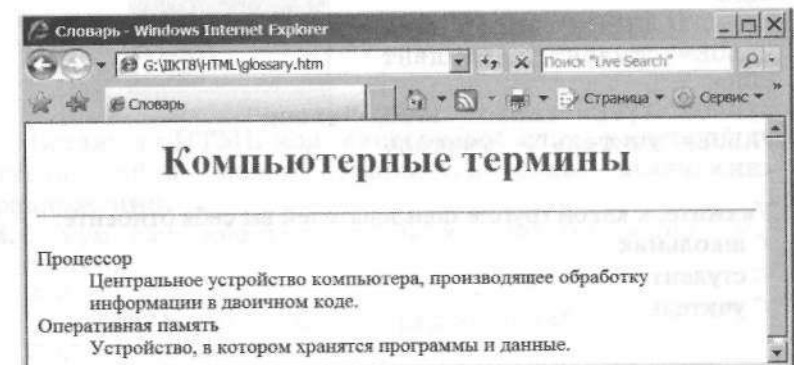 Словарь - Windows Internet Explorer
G:\IIKT8\HTML\glossary.htm
Поиск "Live Search"
Словарь
Страница
Сервис
»
Компьютерные термины
Процессор
Центральное устройство компьютера, производящее обработку
информации в двоичном коде.
Оперативная память
Устройство, в котором хранятся программы и данные.